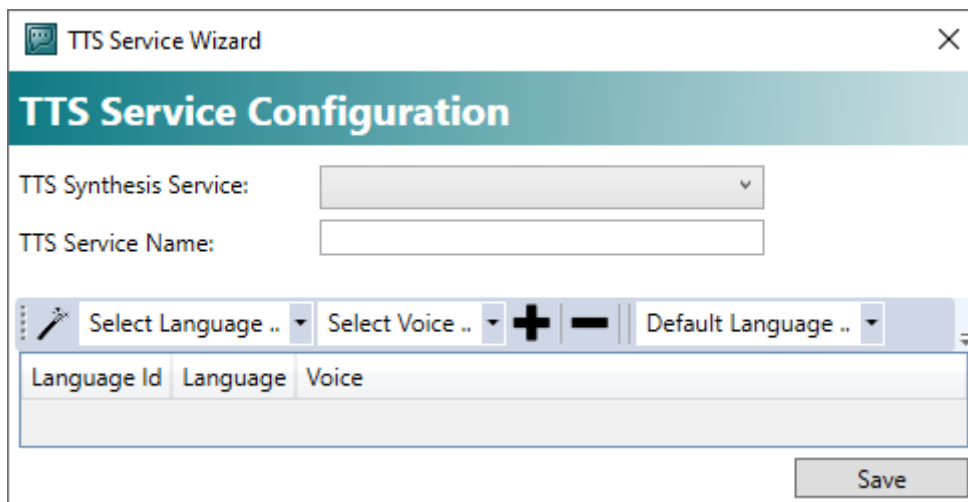 TTS Service Wizard
TTS Service Configuration
TTS Synthesis Service:
TTS Service Name:
Select Language .. Select Voice .. Default Language ..
Language Id Language Voice
Save